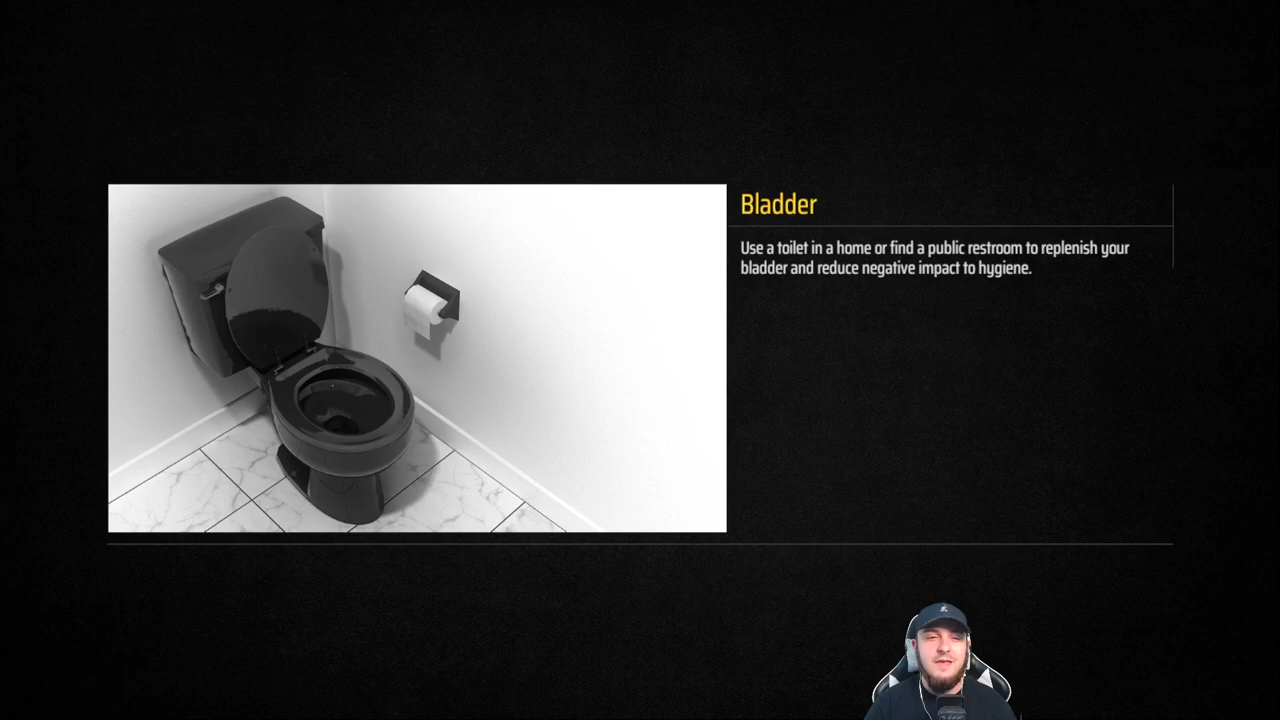 Bladder
Use a toilet in a home or find a public restroom to replenish your
bladder and reduce negative impact to hygiene.